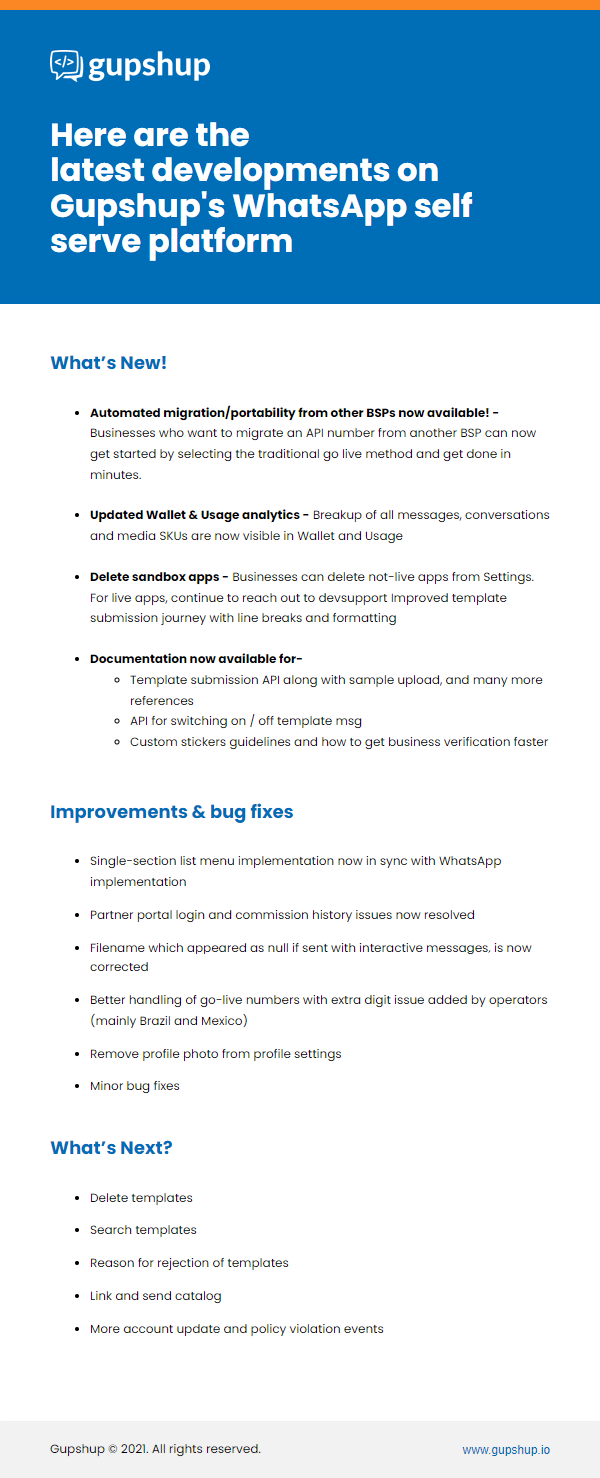 gupshup
Here are the
latest developments on
Gupshup's WhatsApp self
serve platform
What's New!
• Automated migration/portability from other BSPs now available! -
Businesses who want to migrate an API number from another BSP can now
get started by selecting the traditional go live method and get done in
minutes.
• Updated Wallet & Usage analytics - Breakup of all messages, conversations
and media SKUs are now visible in Wallet and Usage
• Delete sandbox apps - Businesses can delete not-live apps from Settings.
For live apps, continue to reach out to devsupport Improved template
submission journey with line breaks and formatting
• Documentation now available for-
○ Template submission API along with sample upload, and many more
references
○ API for switching on / off template msg
○ Custom stickers guidelines and how to get business verification faster
Improvements & bug fixes
• Single-section list menu implementation now in sync with WhatsApp
implementation
• Partner portal login and commission history issues now resolved
• Filename which appeared as null if sent with interactive messages, is now
corrected
• Better handling of go-live numbers with extra digit issue added by operators
(mainly Brazil and Mexico)
• Remove profile photo from profile settings
• Minor bug fixes
What's Next?
• Delete templates
• Search templates
• Reason for rejection of templates
• Link and send catalog
• More account update and policy violation events
Gupshup © 2021. All rights reserved. www.gupshup.io